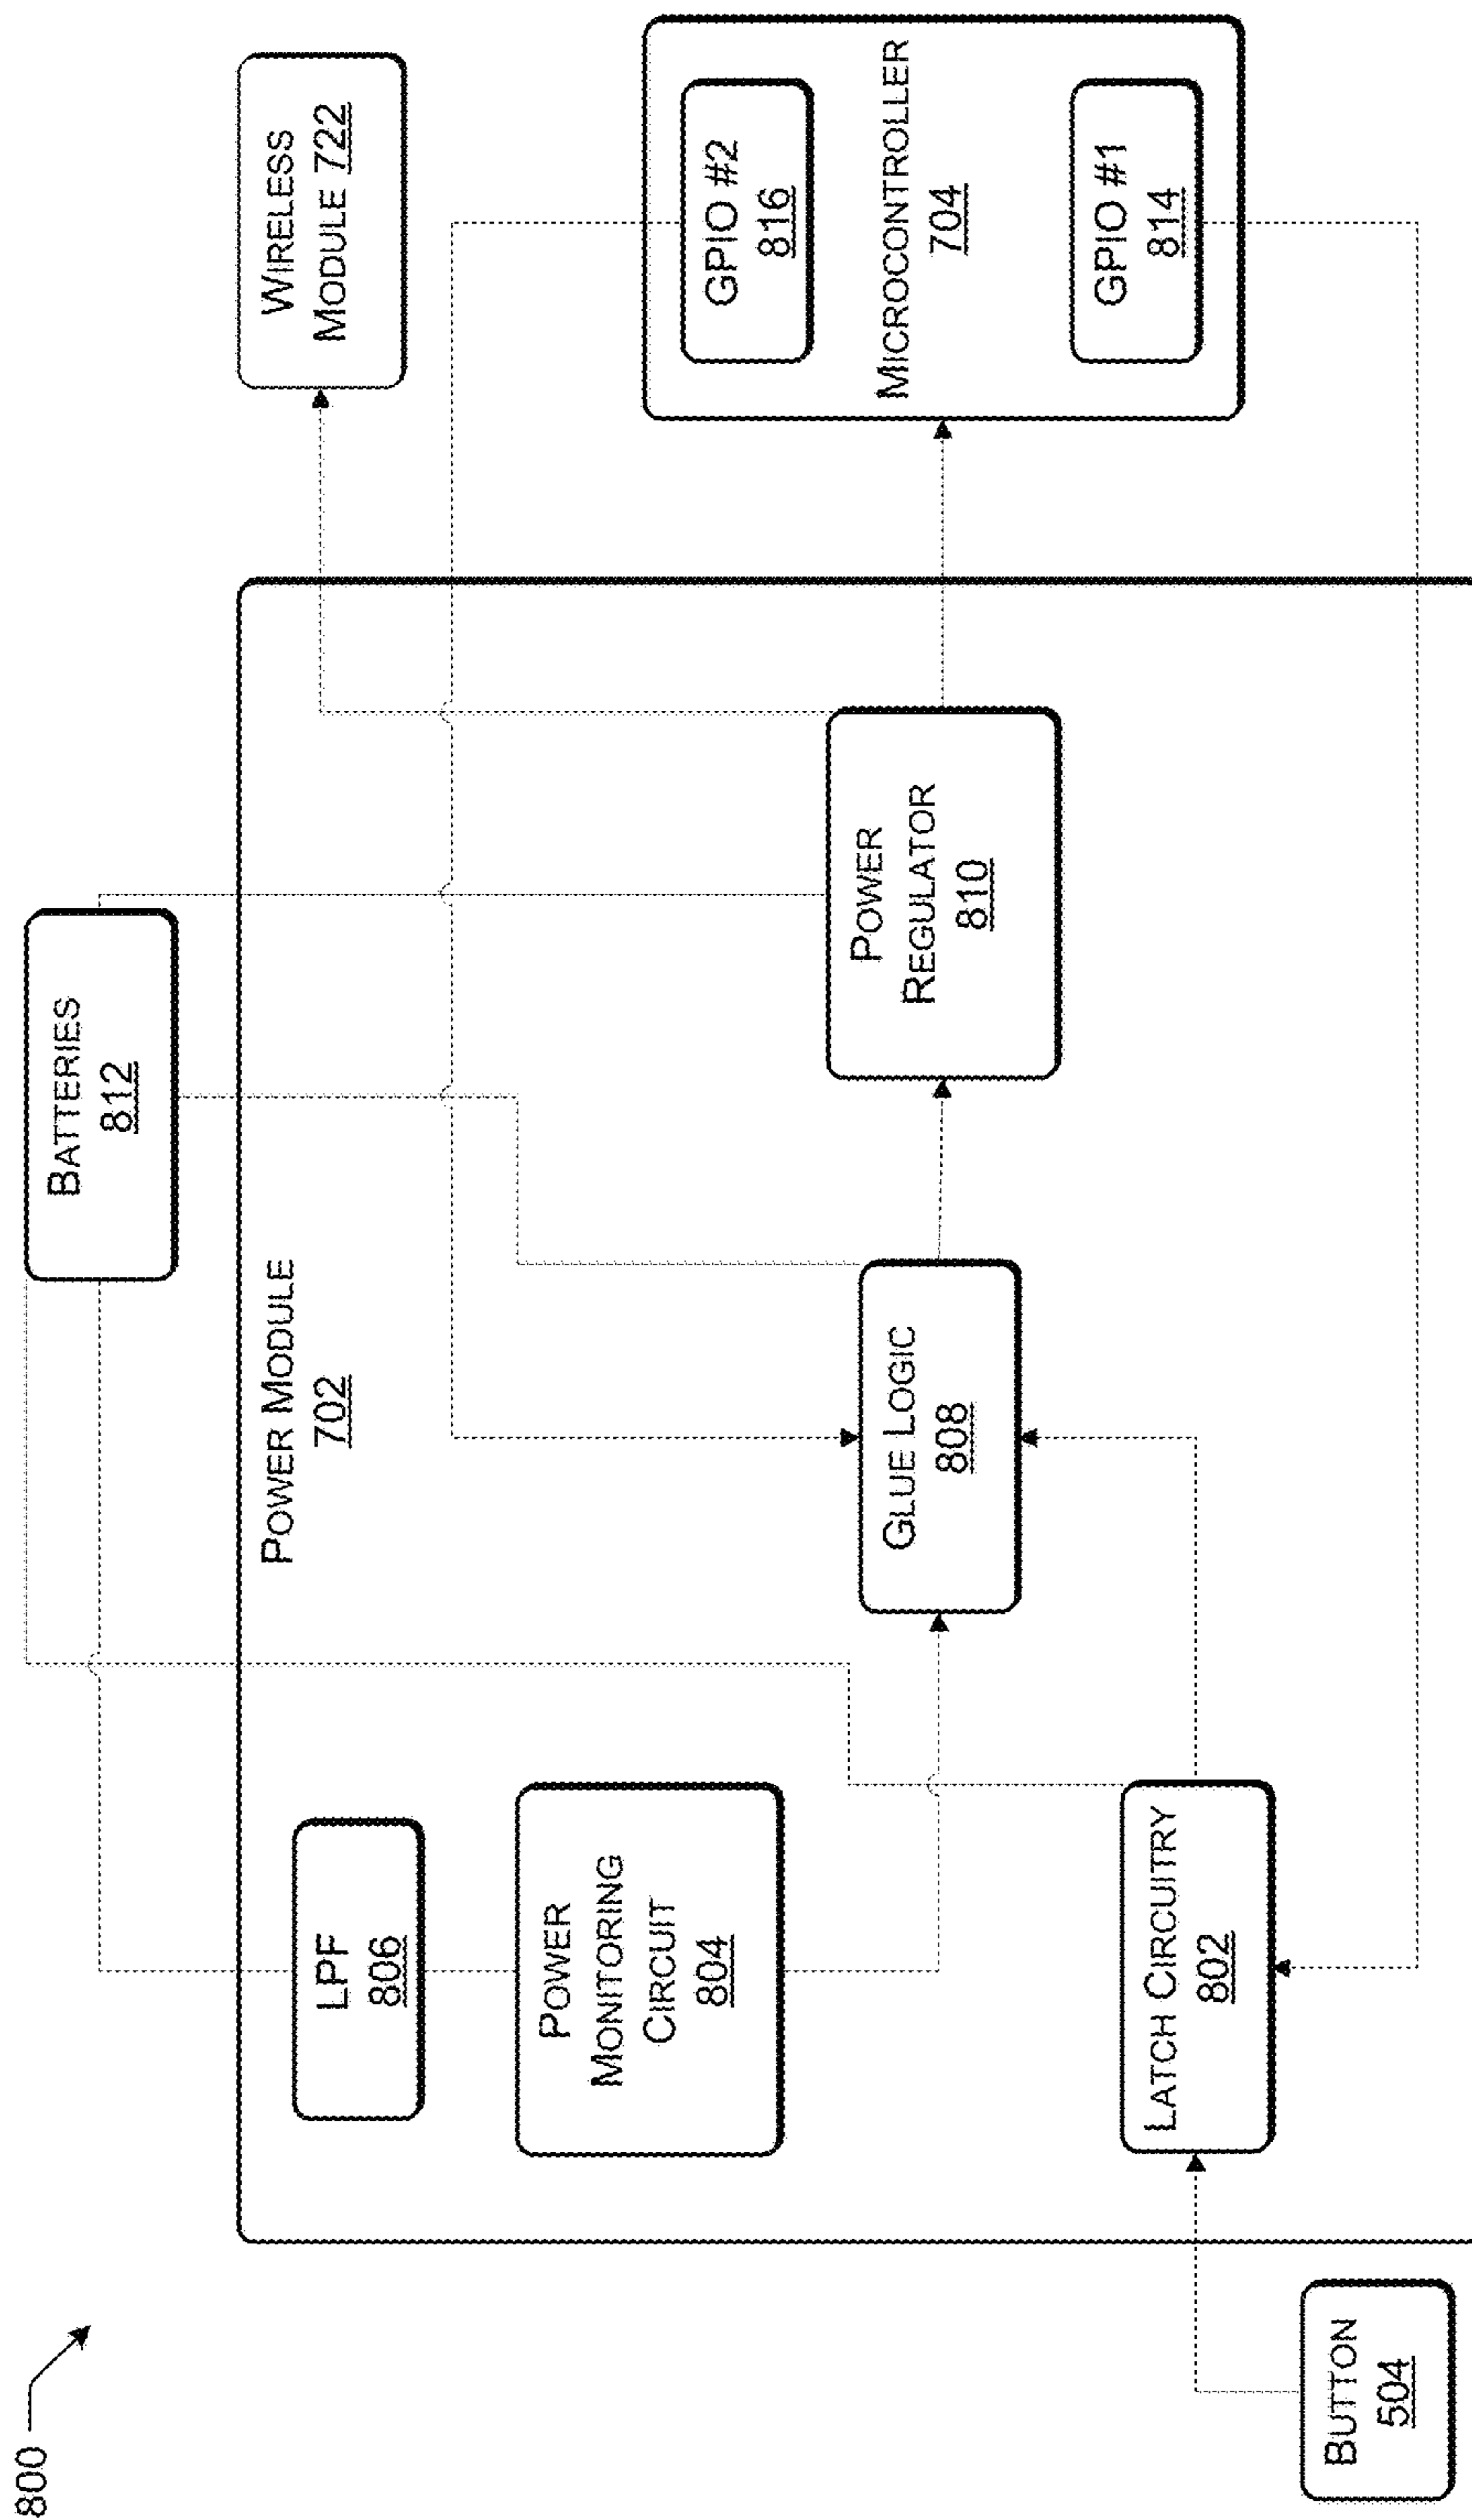 800
BATTERIES
812
POWER MODULE
702
WIRELESS
MODULE 722
LPF
806
POWER
MONITORING
CIRCUIT
804
GLUE LOGIC
808
POWER
REGULATOR
810
GPIO #2
816
MICROCONTROLLER
704
GPIO #1
814
LATCH CIRCUITRY
802
BUTTON
504